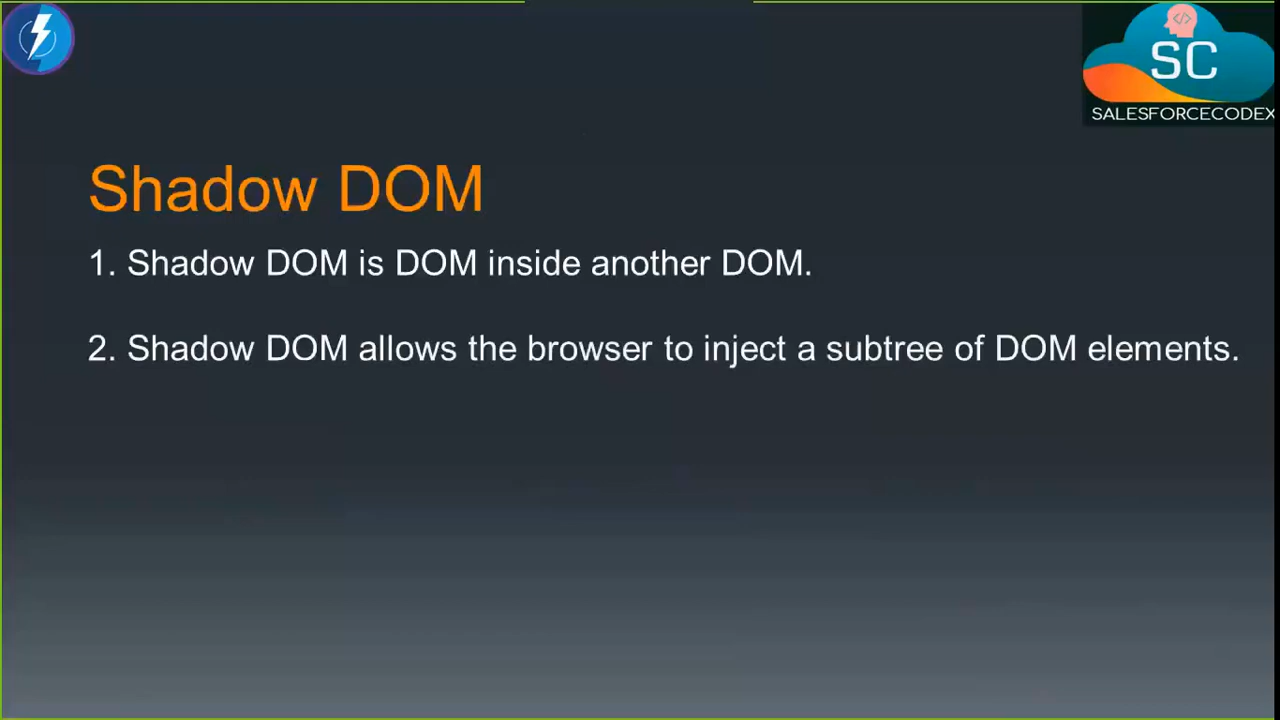 SC
SALESFORCECODEX
Shadow DOM
1. Shadow DOM is DOM inside another DOM.
2. Shadow DOM allows the browser to inject a subtree of DOM elements.